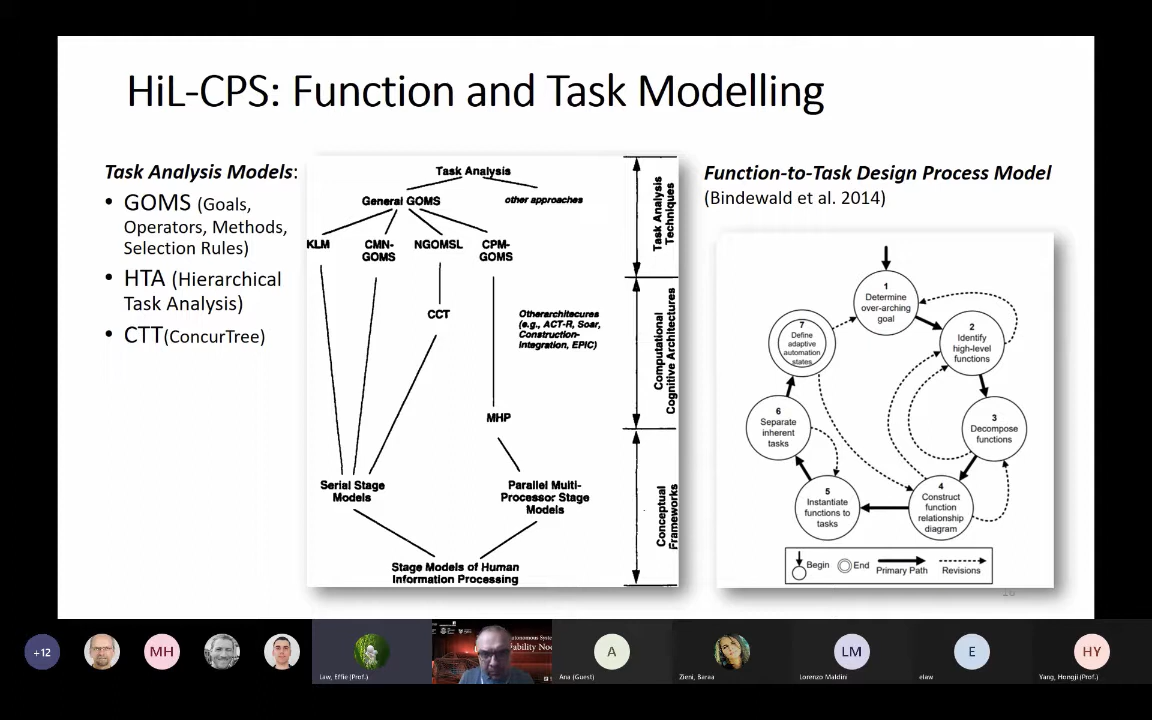 HiL-CPS: Function and Task Modelling
Task Analysis Models:
• GOMS (Goals,
Operators, Methods,
Selection Rules)
• HTA (Hierarchical
Task Analysis)
• CTT(ConcurTree)
Task Analysis
General GOMS
other approaches
KLM
CMN-
GOMS
NGOMSL
CPM-
GOMS
CCT
Otherarchitecures
(e.g., ACT-R, Soar,
Construction-
Integration, EPIC)
MHP
Serial Stage
Models
Parallel Multi-
Processor Stage
Models
Stage Models of Human
Information Processing
Task Analysis
Techniques
Computational
Cognitive Architectures
Conceptual
Frameworks
Function-to-Task Design Process Model
(Bindewald et al. 2014)
1
Determine
over-arching
goal
2
Identify
high-level
functions
3
Decompose
functions
4
Construct
function
relationship
diagram
5
Instantiate
functions to
tasks
6
Separate
inherent
tasks
7
Define
adaptive
automation
states
Begin
End
Primary Path
Revisions
16
+12
MH
Law, Effie (Prof.)
A
Ana (Guest)
Zieni, Baraa
LM
Lorenzo Maldini
E
elaw
HY
Yang, Hongji (Prof.)